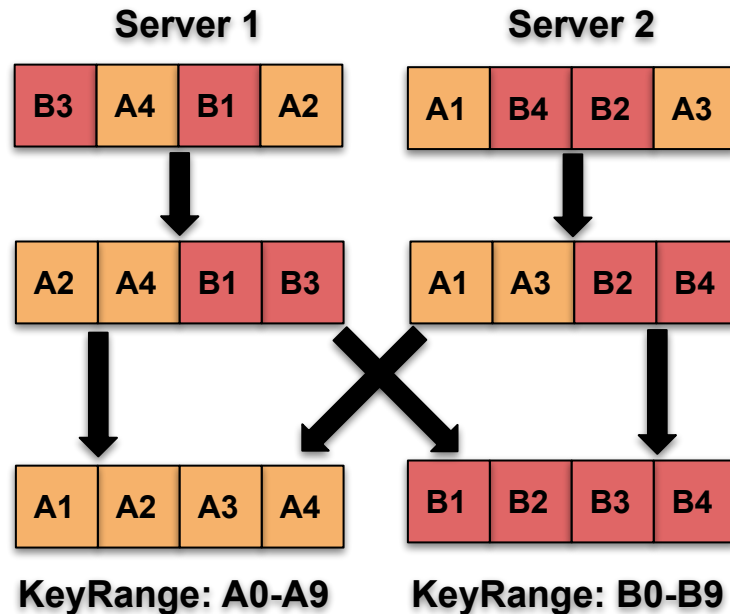 Server 1 Server 2
B3 A4 B1 A2 A1 B4 B2 A3
A2 A4 B1 B3 A1 A3 B2 B4
A1 A2 A3 A4 B1 B2 B3 B4
KeyRange: A0-A9 KeyRange: B0-B9